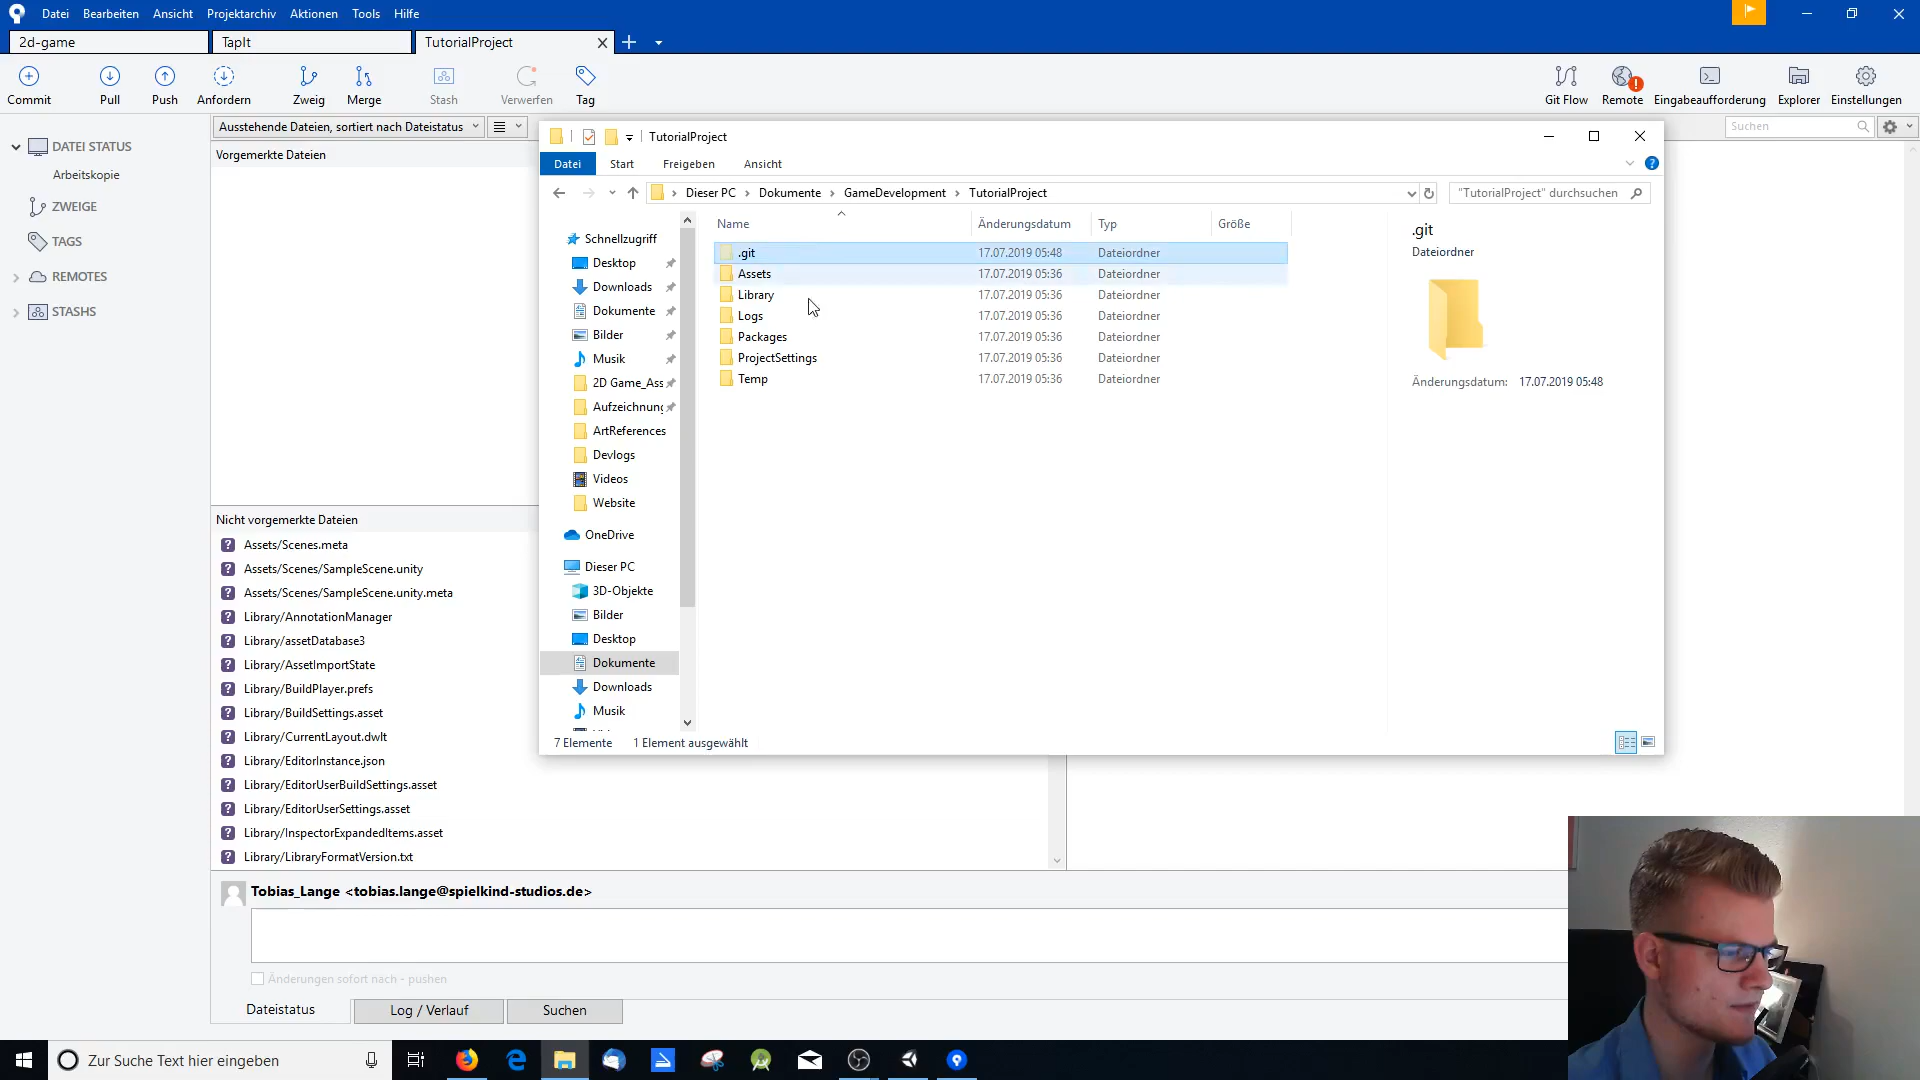 Datei Bearbeiten Ansicht Projektarchiv Aktionen Tools Hilfe
2d-game TapIt TutorialProject
Commit Pull Push Anfordern Zweig Merge Stash Verwerfen Tag Git Flow Remote Eingabeaufforderung Explorer Einstellungen
DATEI STATUS
Arbeitskopie
ZWEIGE
TAGS
REMOTES
STASHS
Ausstehende Dateien, sortiert nach Dateistatus
Suchen
Vorgemerkte Dateien
TutorialProject
Datei Start Freigeben Ansicht
Dieser PC Dokumente GameDevelopment TutorialProject
"TutorialProject" durchsuchen
Schnellzugriff
Desktop
Downloads
Dokumente
Bilder
Musik
2D Game_Ass
Aufzeichnung
ArtReferences
Devlogs
Videos
Website
OneDrive
Dieser PC
3D-Objekte
Bilder
Desktop
Dokumente
Downloads
Musik
Name Änderungsdatum Typ Größe
.git 17.07.2019 05:48 Dateiordner
Assets 17.07.2019 05:36 Dateiordner
Library 17.07.2019 05:36 Dateiordner
Logs 17.07.2019 05:36 Dateiordner
Packages 17.07.2019 05:36 Dateiordner
ProjectSettings 17.07.2019 05:36 Dateiordner
Temp 17.07.2019 05:36 Dateiordner
.git
Dateiordner
Änderungsdatum: 17.07.2019 05:48
7 Elemente 1 Element ausgewählt
Nicht vorgemerkte Dateien
Assets/Scenes.meta
Assets/Scenes/SampleScene.unity
Assets/Scenes/SampleScene.unity.meta
Library/AnnotationManager
Library/assetDatabase3
Library/AssetImportState
Library/BuildPlayer.prefs
Library/BuildSettings.asset
Library/CurrentLayout.dwlt
Library/EditorInstance.json
Library/EditorUserBuildSettings.asset
Library/EditorUserSettings.asset
Library/InspectorExpandedItems.asset
Library/LibraryFormatVersion.txt
Tobias_Lange <tobias.lange@spielkind-studios.de>
Änderungen sofort nach - pushen
Dateistatus Log / Verlauf Suchen
Zur Suche Text hier eingeben